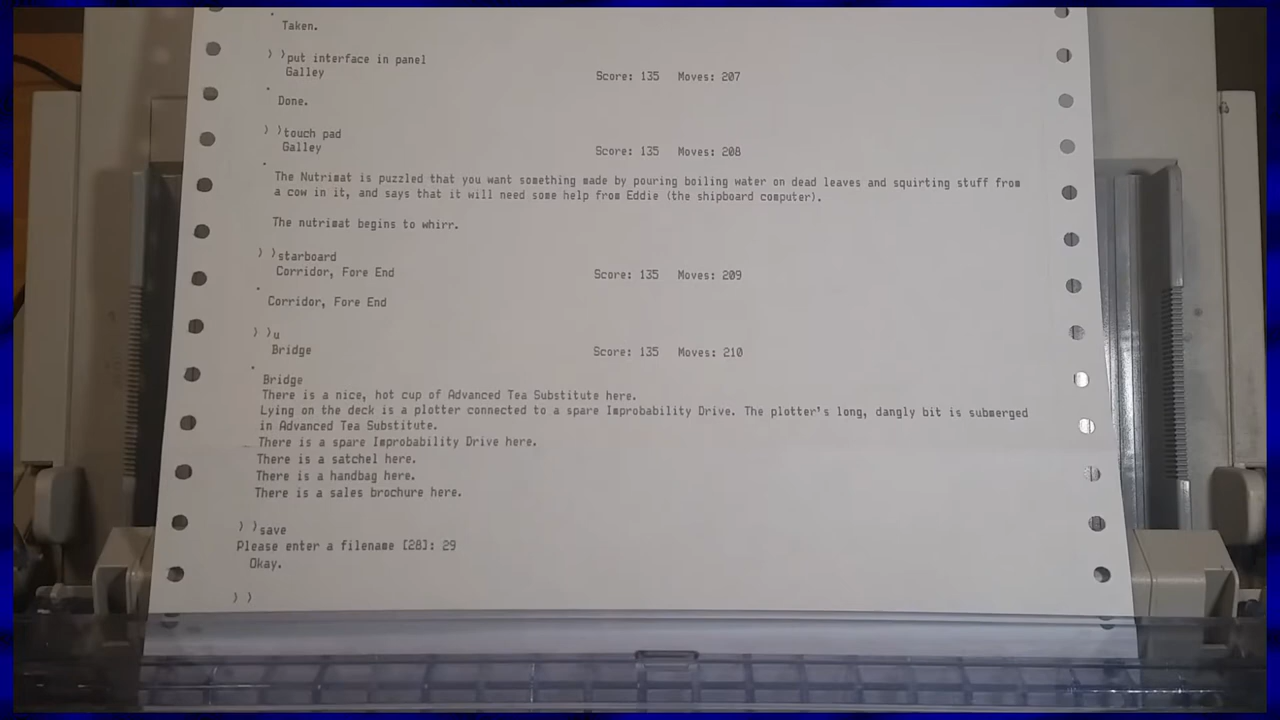 Taken.
) )put interface in panel
Galley Score: 135 Moves: 207
Done.
) )touch pad
Galley Score: 135 Moves: 208
The Nutrimat is puzzled that you want something made by pouring boiling water on dead leaves and squirting stuff from
a cow in it, and says that it will need some help from Eddie (the shipboard computer).
The nutrimat begins to whirr.
) )starboard
Corridor, Fore End Score: 135 Moves: 209
Corridor, Fore End
) )u
Bridge Score: 135 Moves: 210
Bridge
There is a nice, hot cup of Advanced Tea Substitute here.
Lying on the deck is a plotter connected to a spare Improbability Drive. The plotter's long, dangly bit is submerged
in Advanced Tea Substitute.
There is a spare Improbability Drive here.
There is a satchel here.
There is a handbag here.
There is a sales brochure here.
) )save
Please enter a filename [28]: 29
Okay.
) )